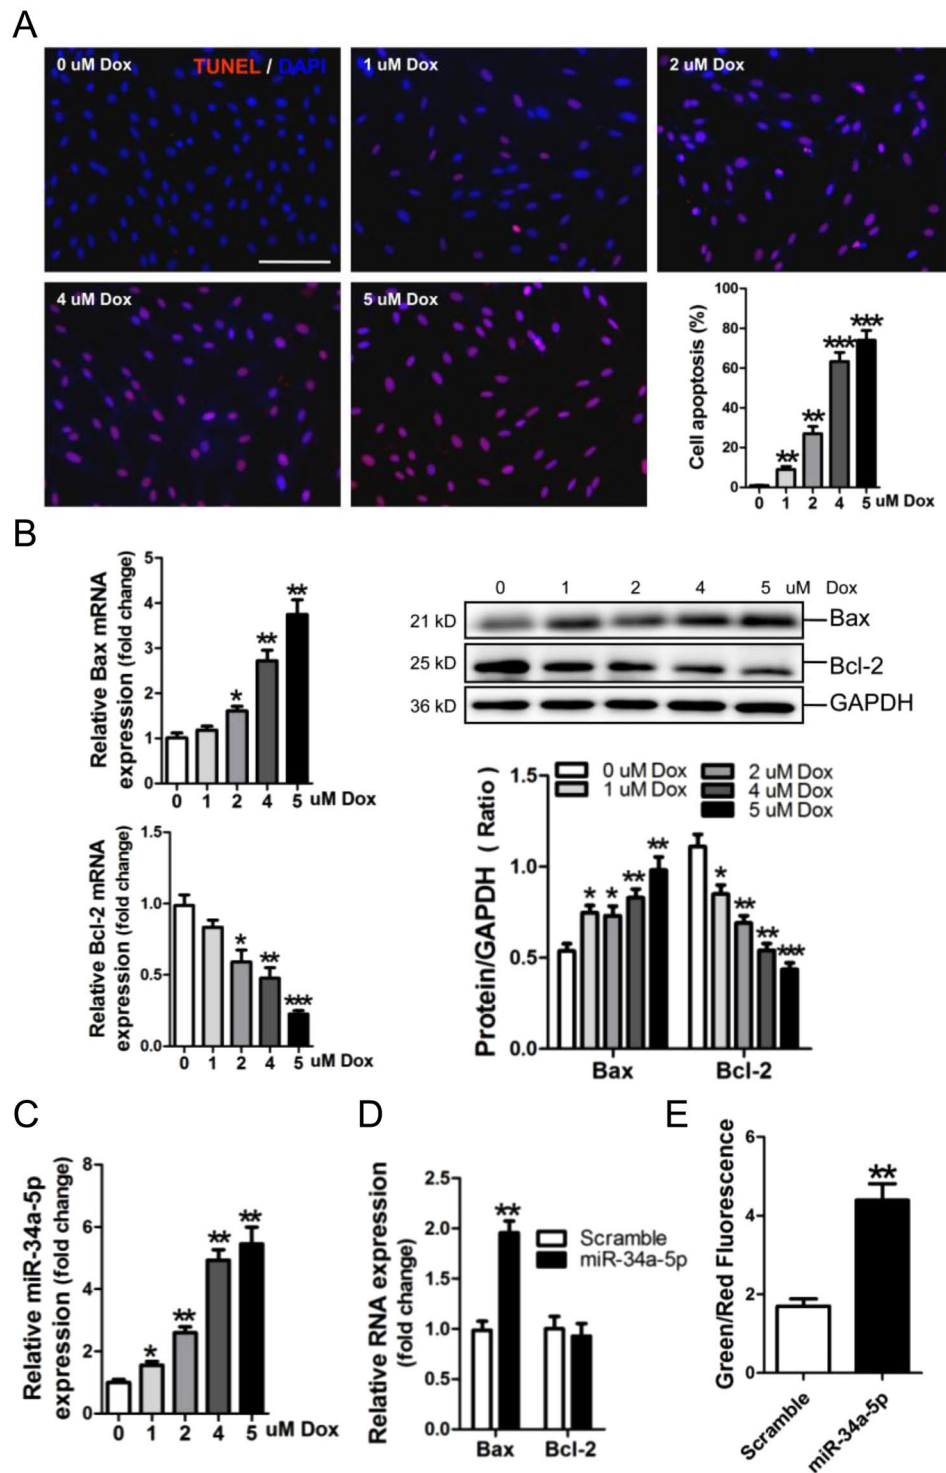 A
0 uM Dox
TUNEL / DAPI
1 uM Dox
2 uM Dox
4 uM Dox
5 uM Dox
Cell apoptosis (%)
100
80
60
40
20
0
***
***
**
**
0 1 2 4 5 uM Dox
B
Relative Bax mRNA
expression (fold change)
5
4
3
2
1
0
**
**
*
0 1 2 4 5 uM Dox
0 1 2 4 5 uM Dox
21 kD
Bax
25 kD
Bcl-2
36 kD
GAPDH
Relative Bcl-2 mRNA
expression (fold change)
1.5
1.0
0.5
0.0
*
**
***
0 1 2 4 5 uM Dox
Protein/GAPDH ( Ratio )
1.5
1.0
0.5
0.0
0 uM Dox
1 uM Dox
2 uM Dox
4 uM Dox
5 uM Dox
* * ** **
* ** ** ***
Bax Bcl-2
C
Relative miR-34a-5p
expression (fold change)
8
6
4
2
0
* ** ** **
0 1 2 4 5 uM Dox
D
Relative RNA expression
(fold change)
2.5
2.0
1.5
1.0
0.5
0.0
**
Scramble
miR-34a-5p
Bax Bcl-2
E
Green/Red Fluorescence
6
4
2
0
**
Scramble
miR-34a-5p